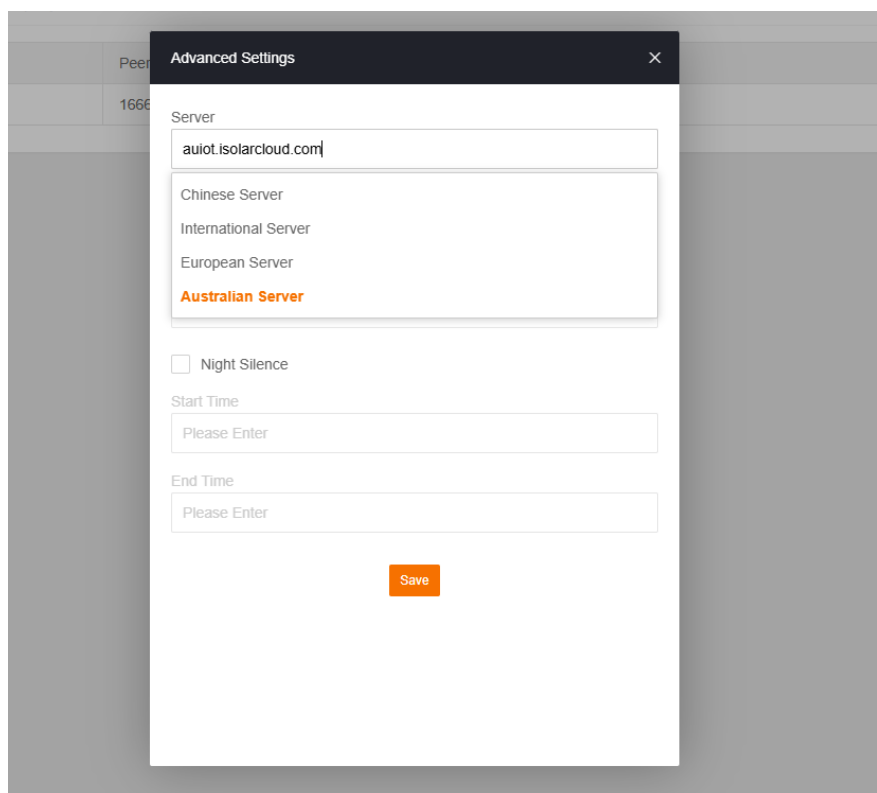 Advanced Settings
Peer
1666
Server
auiot.isolarcloud.com
Chinese Server
International Server
European Server
Australian Server
Night Silence
Start Time
Please Enter
End Time
Please Enter
Save